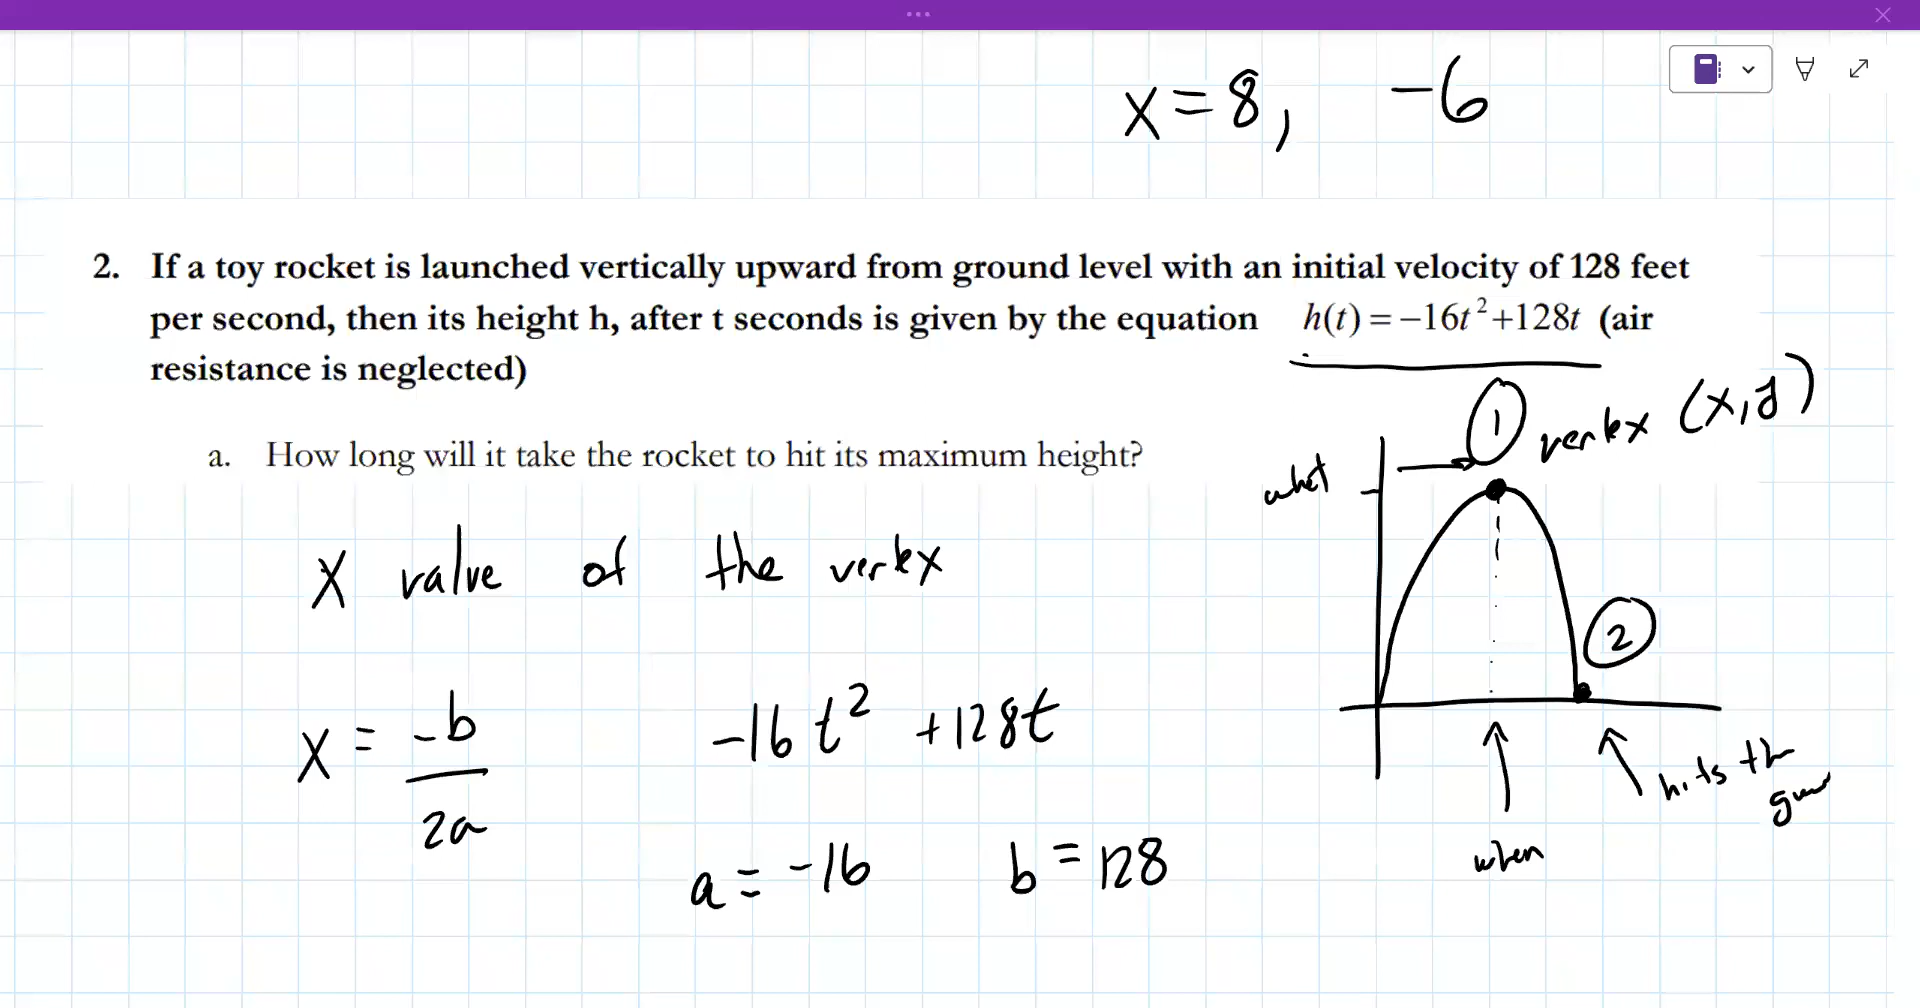 x = 8, -6
2. If a toy rocket is launched vertically upward from ground level with an initial velocity of 128 feet
per second, then its height h, after t seconds is given by the equation h(t) = −16t² + 128t (air
resistance is neglected)
1 vertex (x, y)
a. How long will it take the rocket to hit its maximum height?
what
X value of the vertex
2
x = -b / 2a
-16t² + 128t
hits the
a = -16 b = 128
when